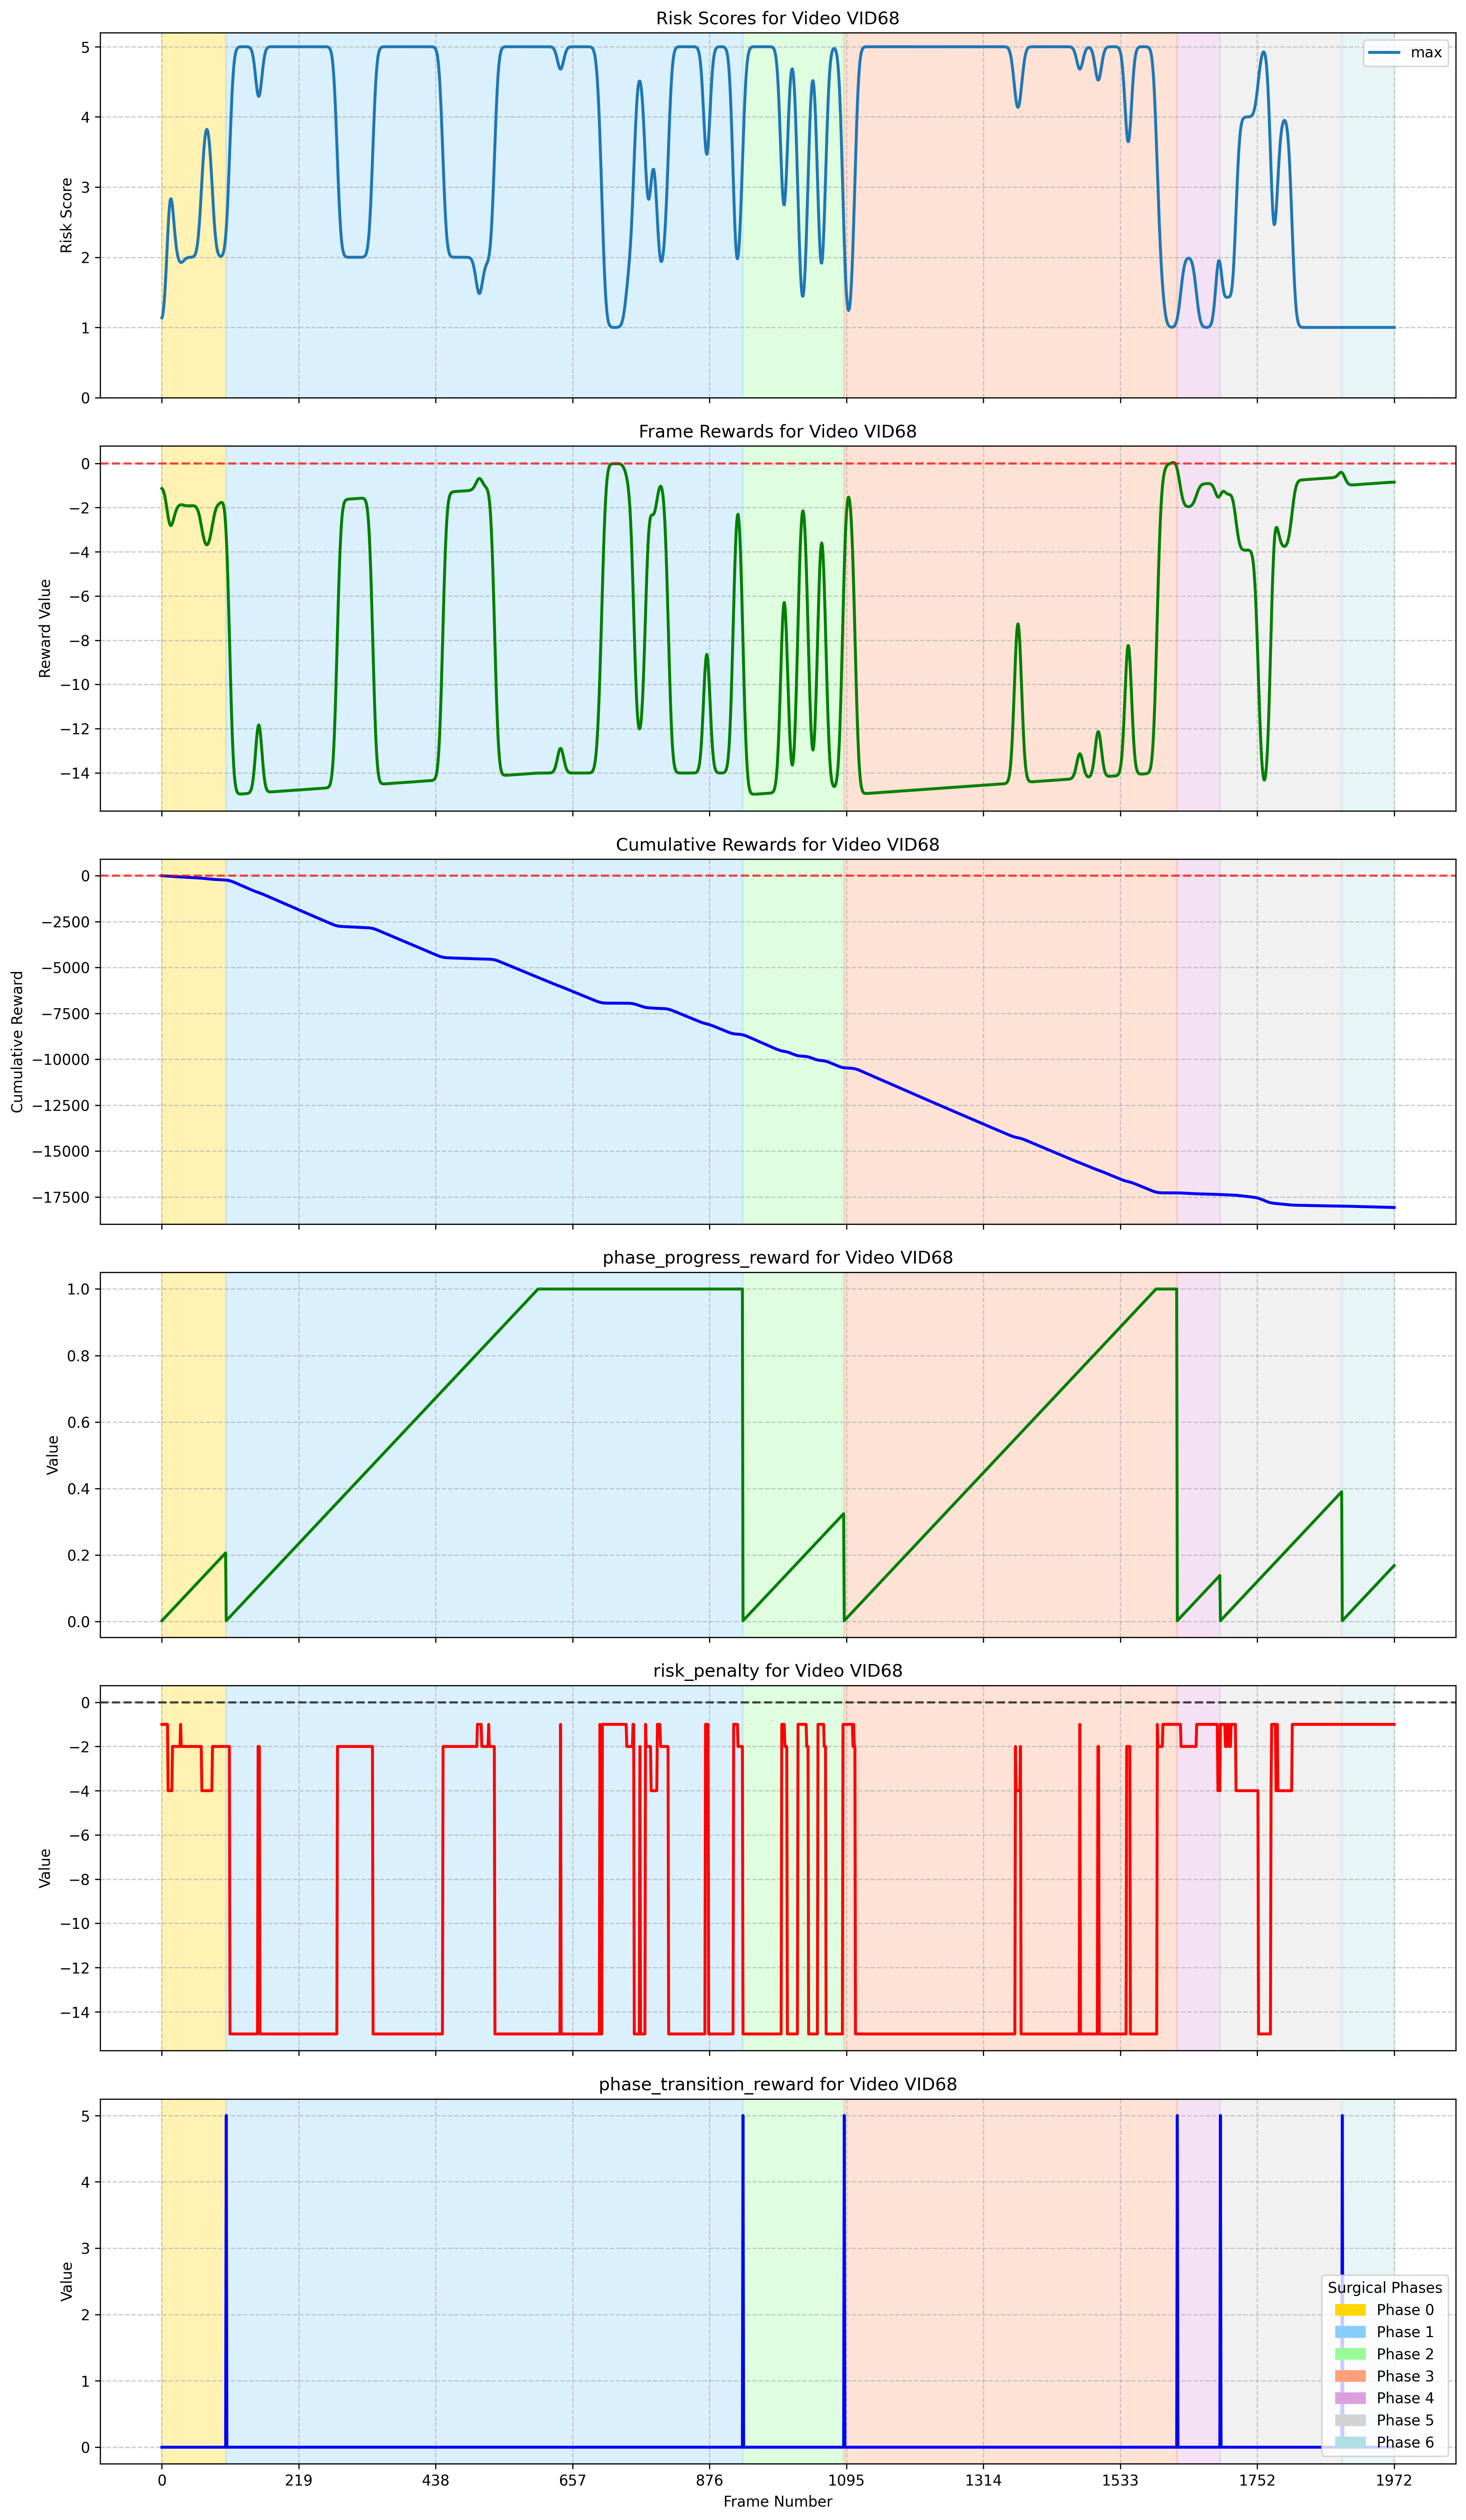 Risk Scores for Video VID68
5
4
3
2
1
0
Risk Score
max
Frame Rewards for Video VID68
0
−2
−4
−6
−8
−10
−12
−14
Reward Value
Cumulative Rewards for Video VID68
0
−2500
−5000
−7500
−10000
−12500
−15000
−17500
Cumulative Reward
phase_progress_reward for Video VID68
1.0
0.8
0.6
0.4
0.2
0.0
Value
risk_penalty for Video VID68
0
−2
−4
−6
−8
−10
−12
−14
Value
phase_transition_reward for Video VID68
5
4
3
2
1
0
Value
Surgical Phases
Phase 0
Phase 1
Phase 2
Phase 3
Phase 4
Phase 5
Phase 6
0 219 438 657 876 1095 1314 1533 1752 1972
Frame Number